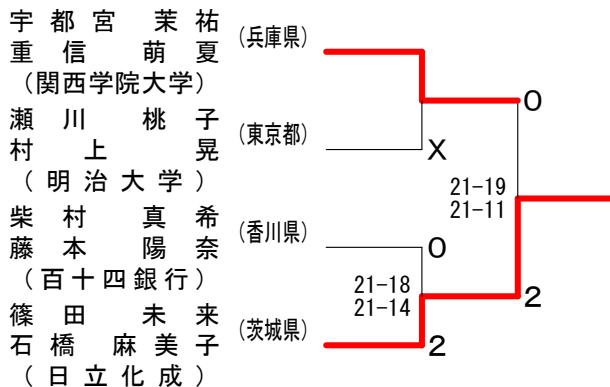 宇都宮 茉祐
重信 萌夏
(関西学院大学)
(兵庫県)
瀬川 桃子
村上 晃
(明治大学)
(東京都)
柴村 真希
藤本 陽奈
(百十四銀行)
(香川県)
篠田 未来
石橋 麻美子
(日立化成)
(茨城県)
0
X
21-19
21-11
0
21-18
21-14
2
2